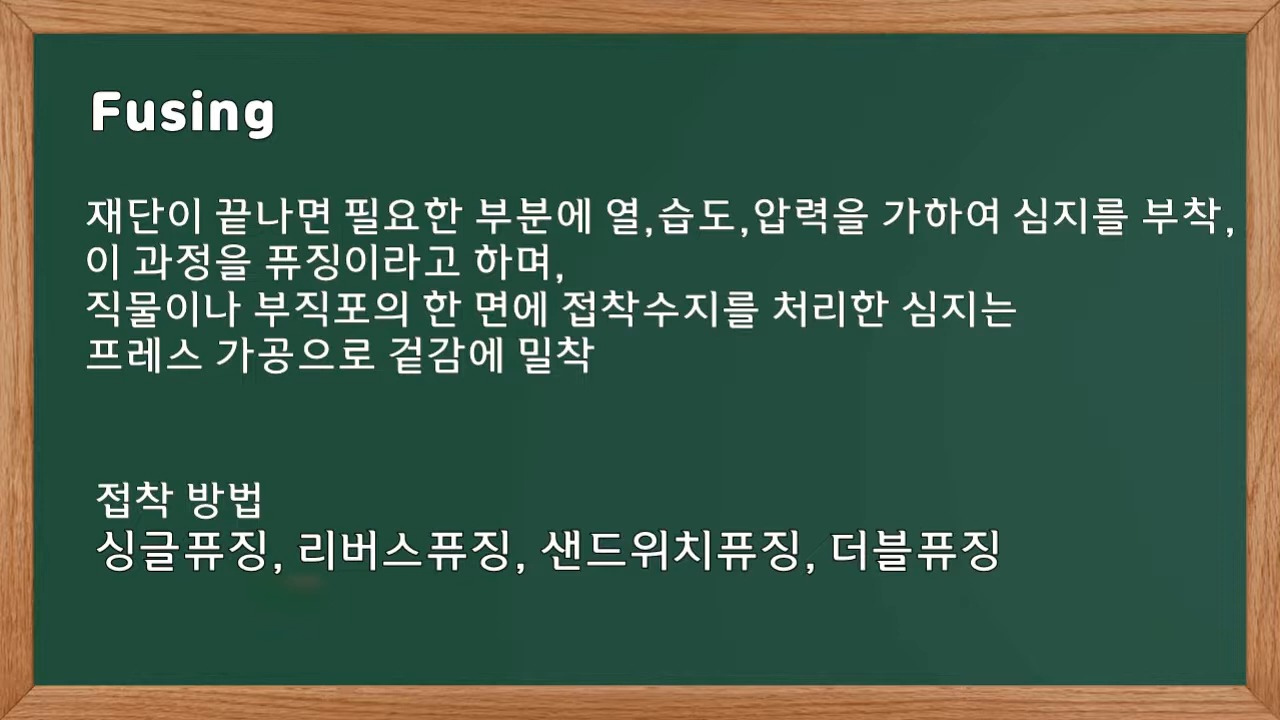 Fusing
재단이 끝나면 필요한 부분에 열,습도,압력을 가하여 심지를 부착,
이 과정을 퓨징이라고 하며,
직물이나 부직포의 한 면에 접착수지를 처리한 심지는
프레스 가공으로 겉감에 밀착
접착 방법
싱글퓨징, 리버스퓨징, 샌드위치퓨징, 더블퓨징